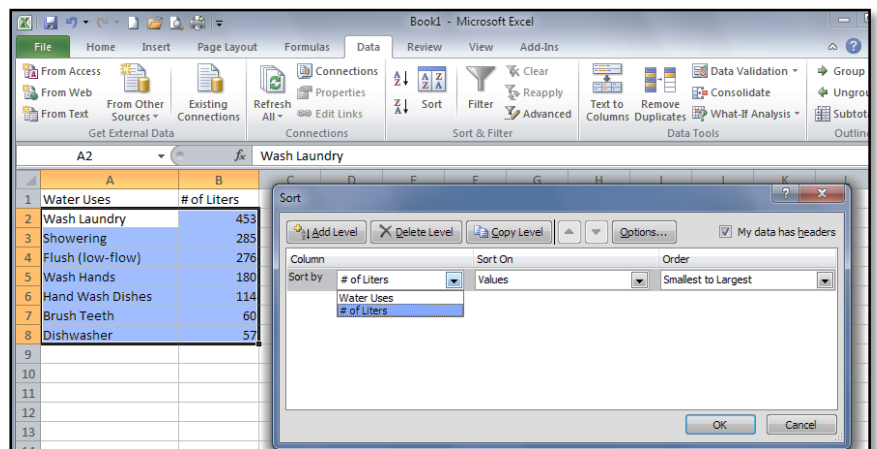 Book1 - Microsoft Excel
File Home Insert Page Layout Formulas Data Review View Add-Ins
From Access
From Web
From Text
From Other Sources
Existing Connections
Get External Data
Refresh All
Connections
Properties
Edit Links
Connections
Sort
Filter
Clear
Reapply
Advanced
Sort & Filter
Text to Columns
Remove Duplicates
Data Validation
Consolidate
What-If Analysis
Data Tools
Group
A2 fx Wash Laundry
A B
1 Water Uses # of Liters
2 Wash Laundry 453
3 Showering 285
4 Flush (low-flow) 276
5 Wash Hands 180
6 Hand Wash Dishes 114
7 Brush Teeth 60
8 Dishwasher 57
9
10
11
12
13
Sort
Add Level Delete Level Copy Level Options... My data has headers
Column Sort On Order
Sort by # of Liters Values Smallest to Largest
Water Uses
# of Liters
OK Cancel